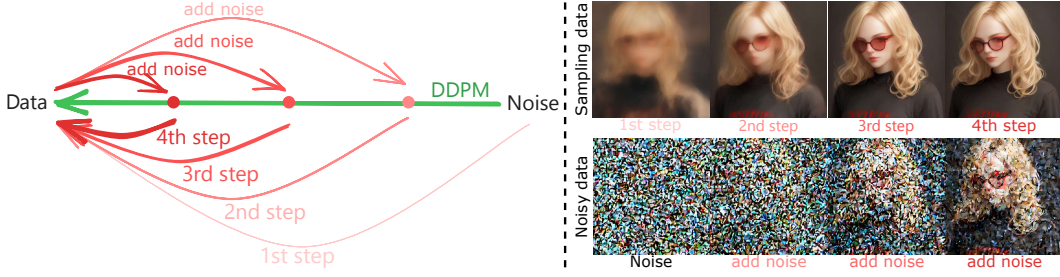 add noise
add noise
add noise
Data
DDPM
Noise
4th step
3rd step
2nd step
1st step
Sampling data
1st step
2nd step
3rd step
4th step
Noisy data
Noise
add noise
add noise
add noise